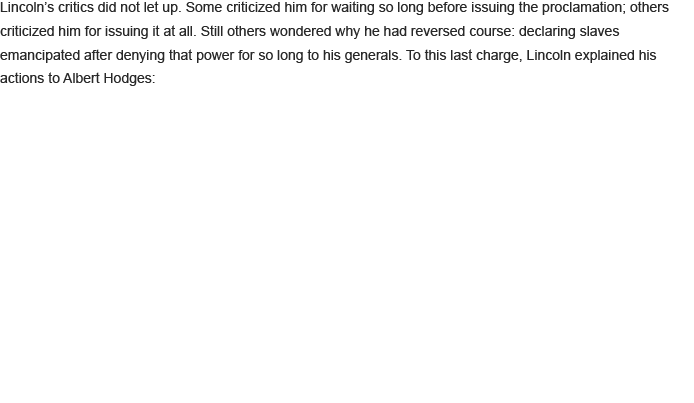 Lincoln’s critics did not let up. Some criticized him for waiting so long before issuing the proclamation; others
criticized him for issuing it at all. Still others wondered why he had reversed course: declaring slaves
emancipated after denying that power for so long to his generals. To this last charge, Lincoln explained his
actions to Albert Hodges: